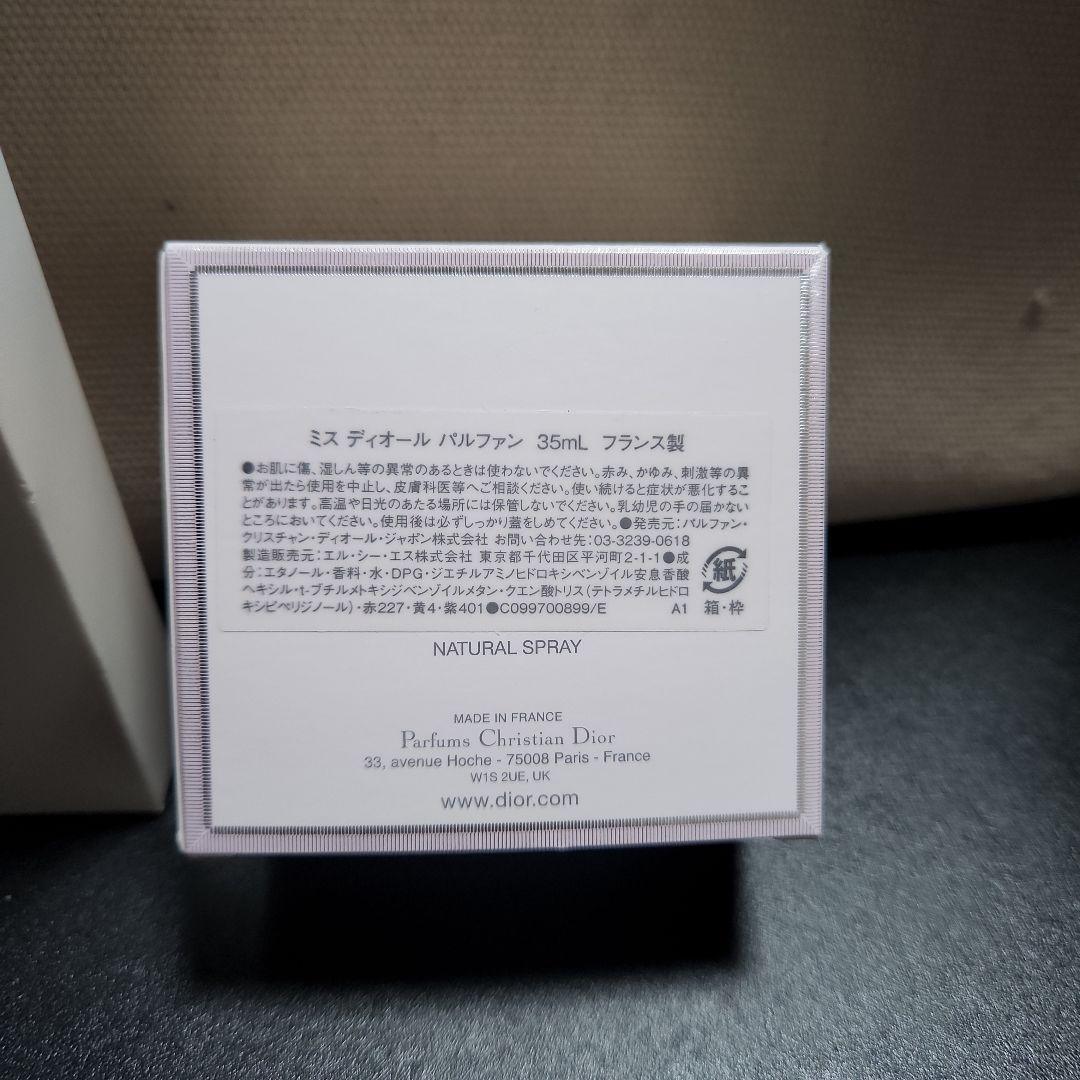 ミス ディオール パルファン 35mL フランス製
●お肌に傷、湿しん等の異常のあるときは使わないでください。赤み、かゆみ、刺激等の異
常が出たら使用を中止し、皮膚科医等へご相談ください。使い続けると症状が悪化するこ
とがあります。高温や日光のあたる場所には保管しないでください。乳幼児の手の届かない
ところにおいてください。使用後は必ずしっかり蓋をしめてください。●発売元:パルファン・
クリスチャン・ディオール・ジャポン株式会社 お問い合わせ先:03-3239-0618
製造販売元:エル・シー・エス株式会社 東京都千代田区平河町2-1-1●成
分:エタノール・香料・水・DPG・ジエチルアミノヒドロキシベンゾイル安息香酸
ヘキシル・t-ブチルメトキシジベンゾイルメタン・クエン酸トリス(テトラメチルヒドロ
キシピペリジノール)・赤227・黄4・紫401●C099700899/E A1
紙
箱・枠
NATURAL SPRAY
MADE IN FRANCE
Parfums Christian Dior
33, avenue Hoche - 75008 Paris - France
W1S 2UE, UK
www.dior.com